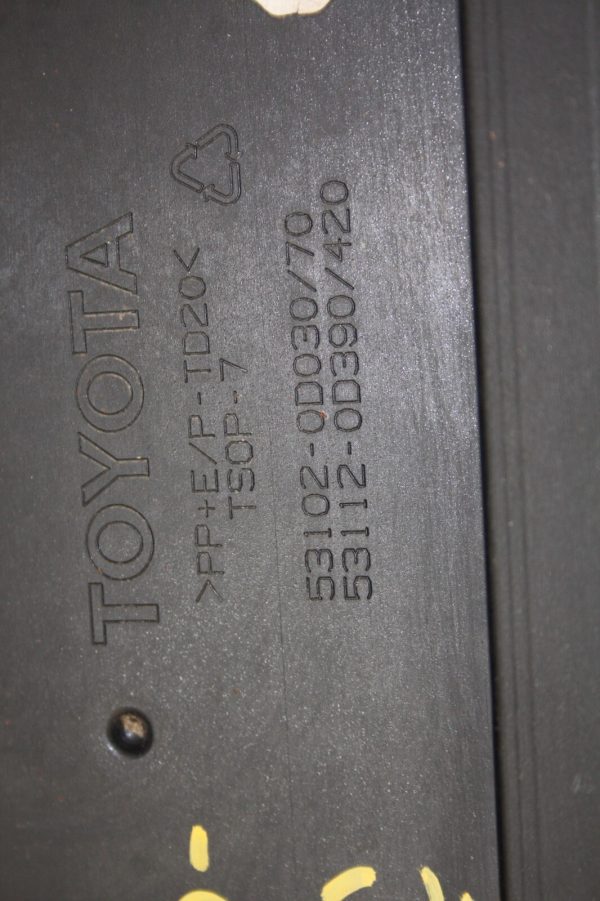 TOYOTA
>PP+E/P-TD20<
TSOP-7
53102-0D030/70
53112-0D390/420